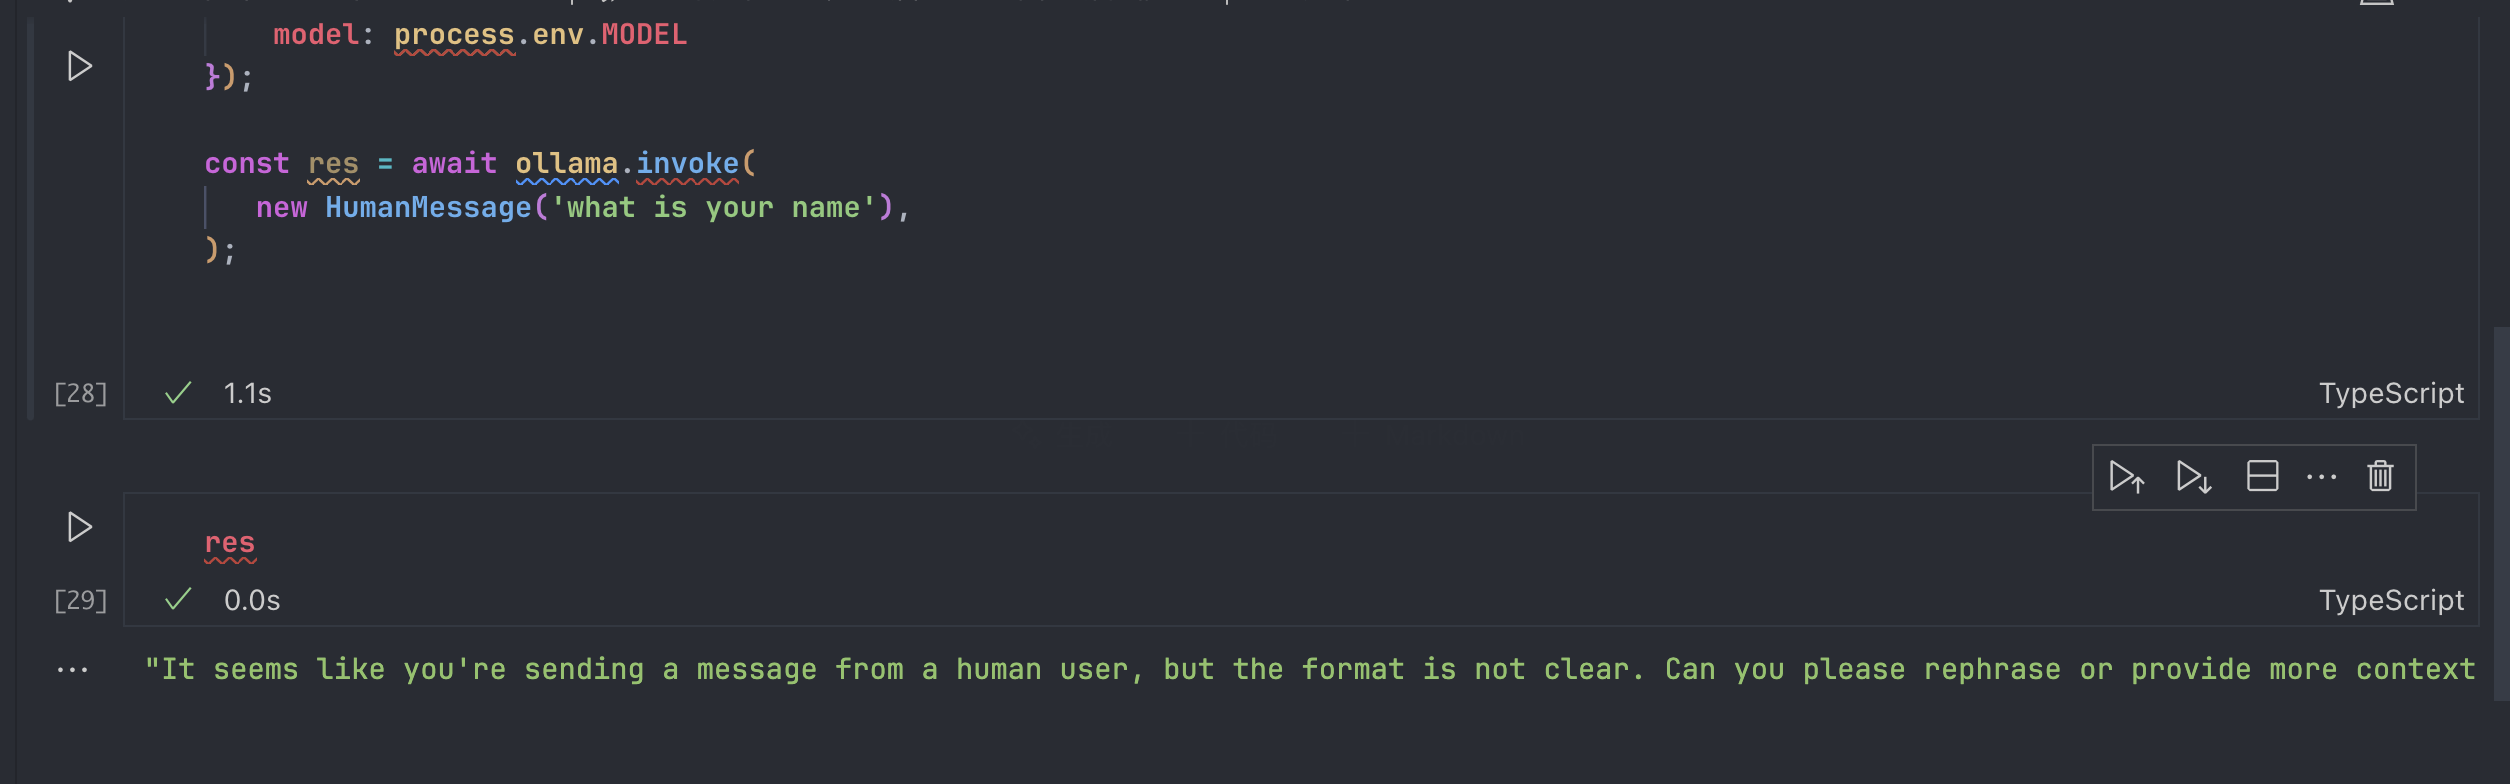 model: process.env.MODEL
});
const res = await ollama.invoke(
new HumanMessage('what is your name'),
);
[28] 1.1s TypeScript
res
[29] 0.0s TypeScript
... "It seems like you're sending a message from a human user, but the format is not clear. Can you please rephrase or provide more context